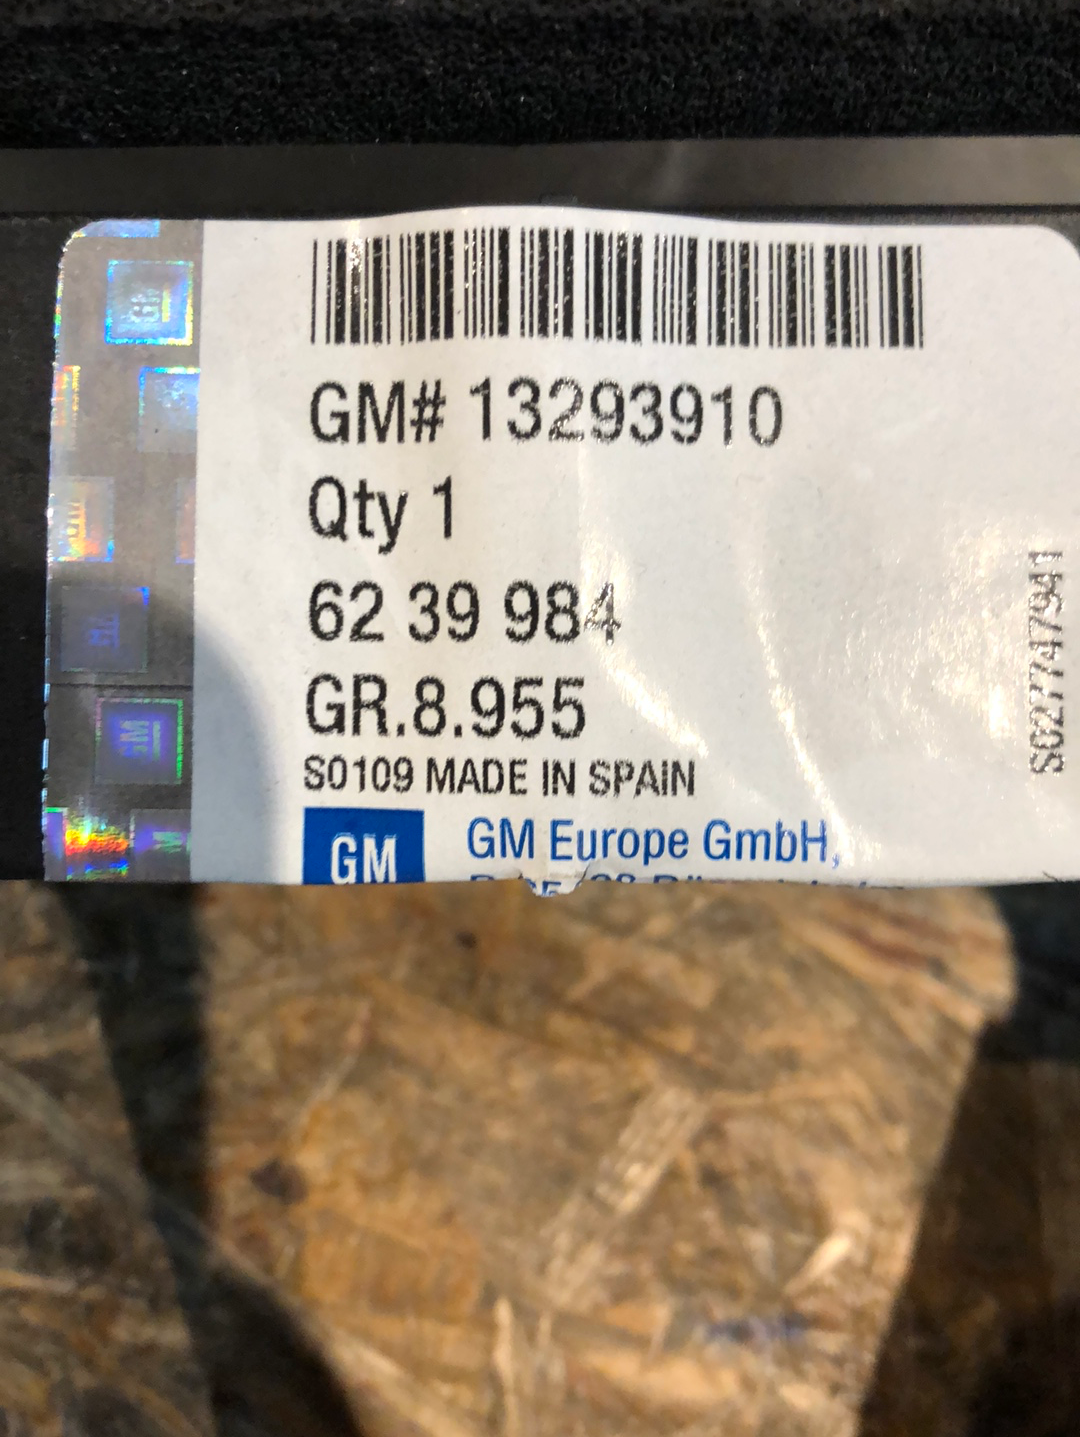 GM# 13293910
Qty 1
62 39 984
GR.8.955
S0109 MADE IN SPAIN
GM
GM Europe GmbH,
S027747941
GM